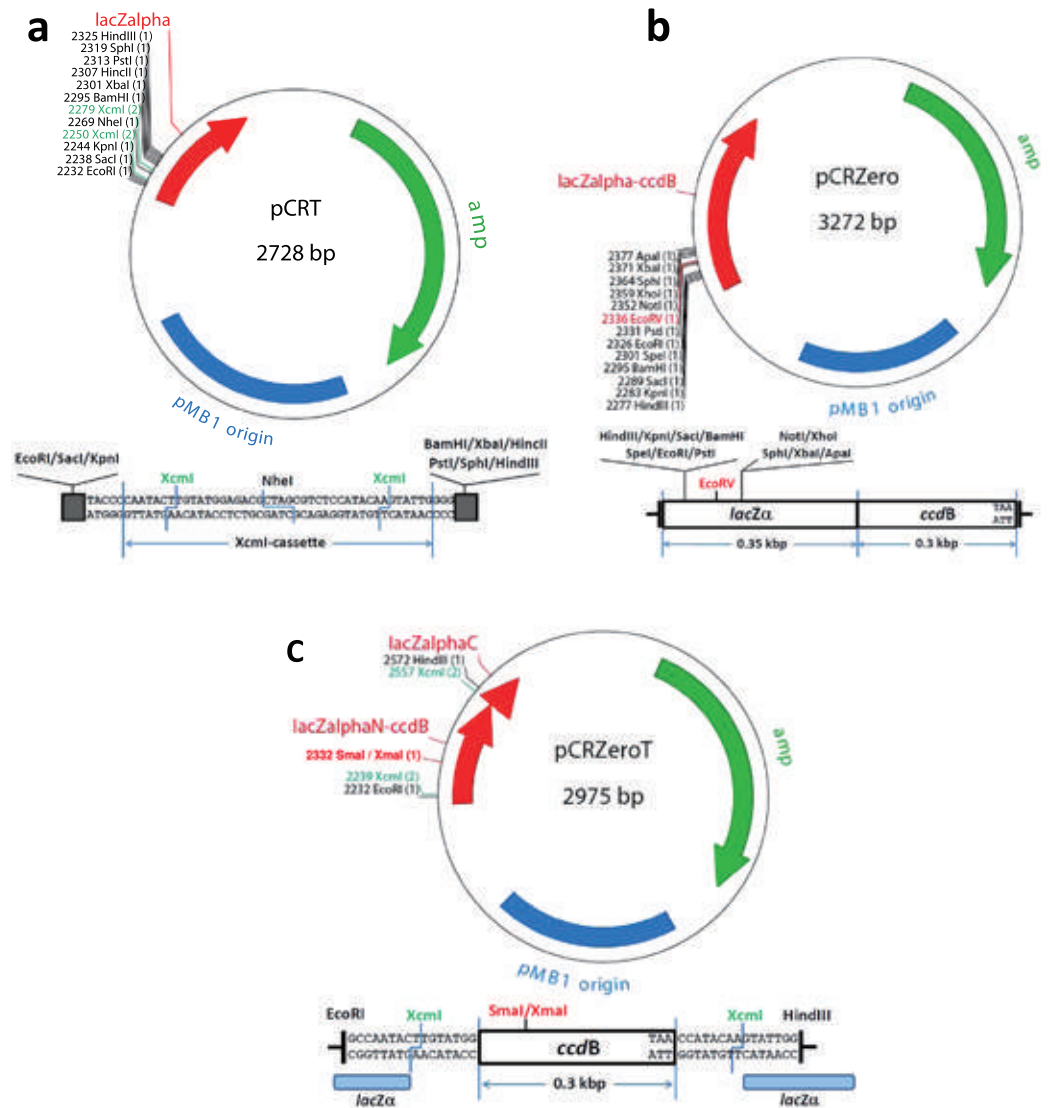 a
lacZalpha
2325 HindIII (1)
2319 SphI (1)
2313 PstI (1)
2307 HincII (1)
2301 XbaI (1)
2295 BamHI (1)
2279 XcmI (2)
2269 NheI (1)
2250 XcmI (2)
2244 KpnI (1)
2238 SacI (1)
2232 EcoRI (1)
pCRT
2728 bp
amp
pMB1 origin
EcoRI/SacI/KpnI
BamHI/XbaI/HincII
PstI/SphI/HindIII
XcmI
NheI
XcmI
TACCCCAATACTTGTATGGAGACGCTAGCGTCTCCATACAAGTATTGGGG
ATGGGGTTATGAACATACCTCTGCGATCGCAGAGGTATGTTCATAACCCC
XcmI-cassette
b
lacZalpha-ccdB
2377 ApaI (1)
2371 XbaI (1)
2364 SphI (1)
2359 XhoI (1)
2352 NotI (1)
2336 EcoRV (1)
2331 PstI (1)
2326 EcoRI (1)
2301 SpeI (1)
2295 BamHI (1)
2289 SacI (1)
2283 KpnI (1)
2277 HindIII (1)
pCRZero
3272 bp
amp
pMB1 origin
HindIII/KpnI/SacI/BamHI
SpeI/EcoRI/PstI
NotI/XhoI
SphI/XbaI/ApaI
EcoRV
lacZα
ccdB
TAA
ATT
0.35 kbp
0.3 kbp
c
lacZalphaC
2572 HindIII (1)
2557 XcmI (2)
lacZalphaN-ccdB
2332 SmaI / XmaI (1)
2239 XcmI (2)
2232 EcoRI (1)
pCRZeroT
2975 bp
amp
pMB1 origin
EcoRI
XcmI
SmaI/XmaI
XcmI
HindIII
GCCAATACTTGTATGG
CGGTTATGAACATACC
ccdB
TAA
ATT
CCATACAAGTATTGG
GGTATGTTCATAACC
0.3 kbp
lacZα
lacZα